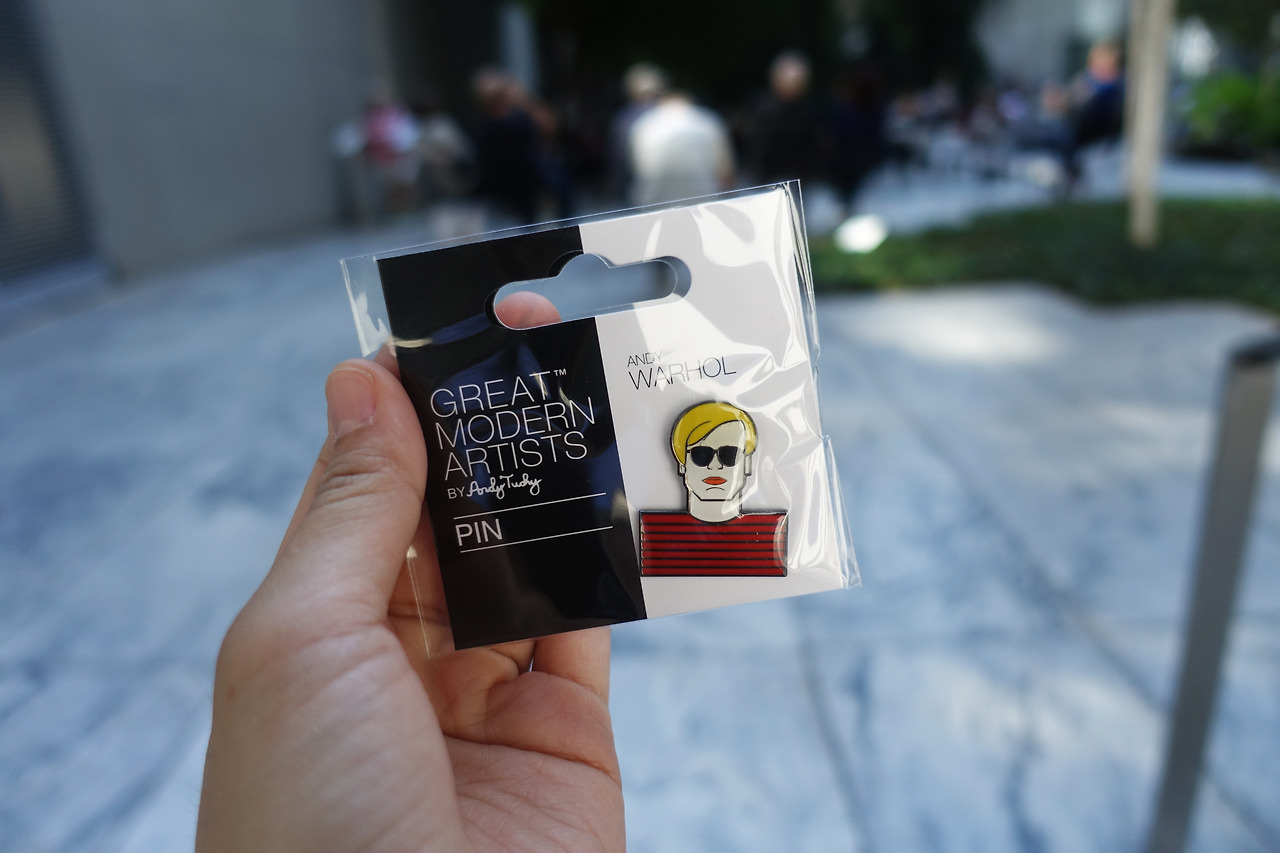 GREAT™
MODERN
ARTISTS
BY Andy Tuohy
PIN
ANDY
WARHOL